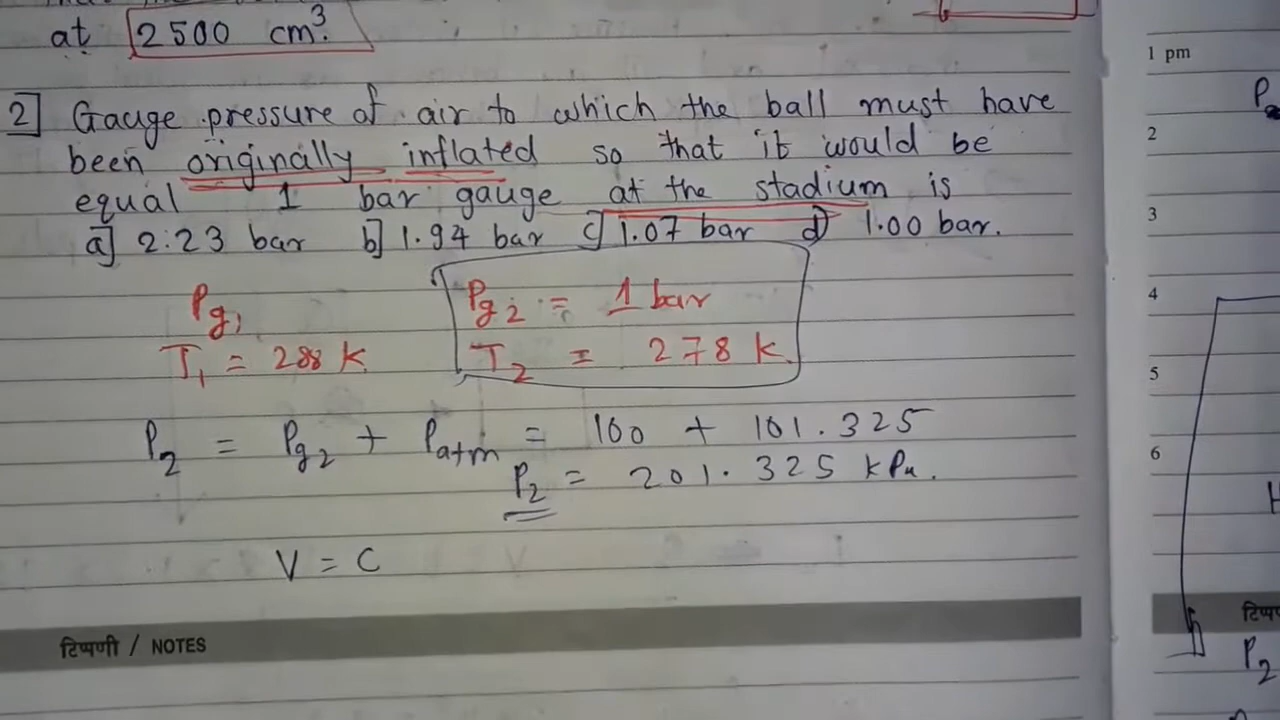 at 2500 cm³.
2] Gauge pressure of air to which the ball must have
been originally inflated so that it would be
equal 1 bar gauge at the stadium is
a] 2.23 bar b] 1.94 bar c] 1.07 bar d] 1.00 bar.
Pg₁
Pg₂ = 1 bar
T₁ = 288 K
T₂ = 278 K
P₂ = Pg₂ + Patm = 100 + 101.325
P₂ = 201.325 kPa.
V = C
टिप्पणी / NOTES
1 pm
2
3
4
5
6
P₂